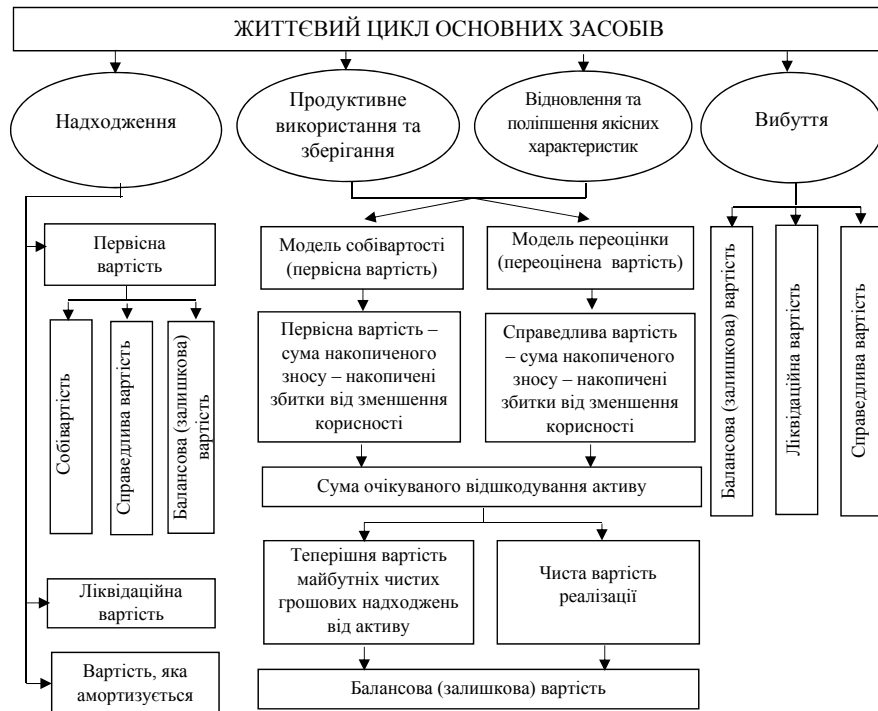 ЖИТТЄВИЙ ЦИКЛ ОСНОВНИХ ЗАСОБІВ
Надходження
Продуктивне
використання та
зберігання
Відновлення та
поліпшення якісних
характеристик
Вибуття
Первісна
вартість
Собівартість
Справедлива вартість
Балансова (залишкова)
вартість
Ліквідаційна
вартість
Вартість, яка
амортизується
Модель собівартості
(первісна вартість)
Модель переоцінки
(переоцінена вартість)
Первісна вартість –
сума накопиченого
зносу – накопичені
збитки від зменшення
корисності
Справедлива вартість
– сума накопиченого
зносу – накопичені
збитки від зменшення
корисності
Сума очікуваного відшкодування активу
Теперішня вартість
майбутніх чистих
грошових надходжень
від активу
Чиста вартість
реалізації
Балансова (залишкова) вартість
Балансова (залишкова) вартість
Ліквідаційна вартість
Справедлива вартість